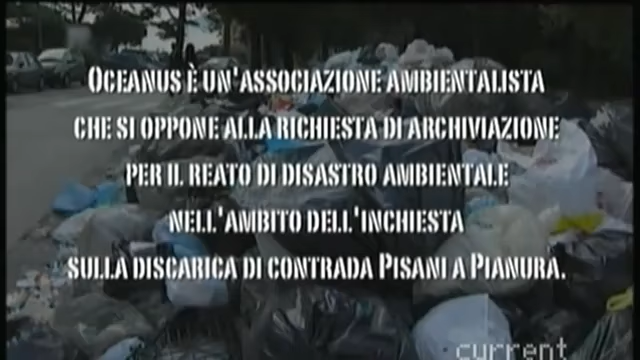 Oceanus è un'associazione ambientalista
che si oppone alla richiesta di archiviazione
per il reato di disastro ambientale
nell'ambito dell'inchiesta
sulla discarica di contrada Pisani a Pianura.
current